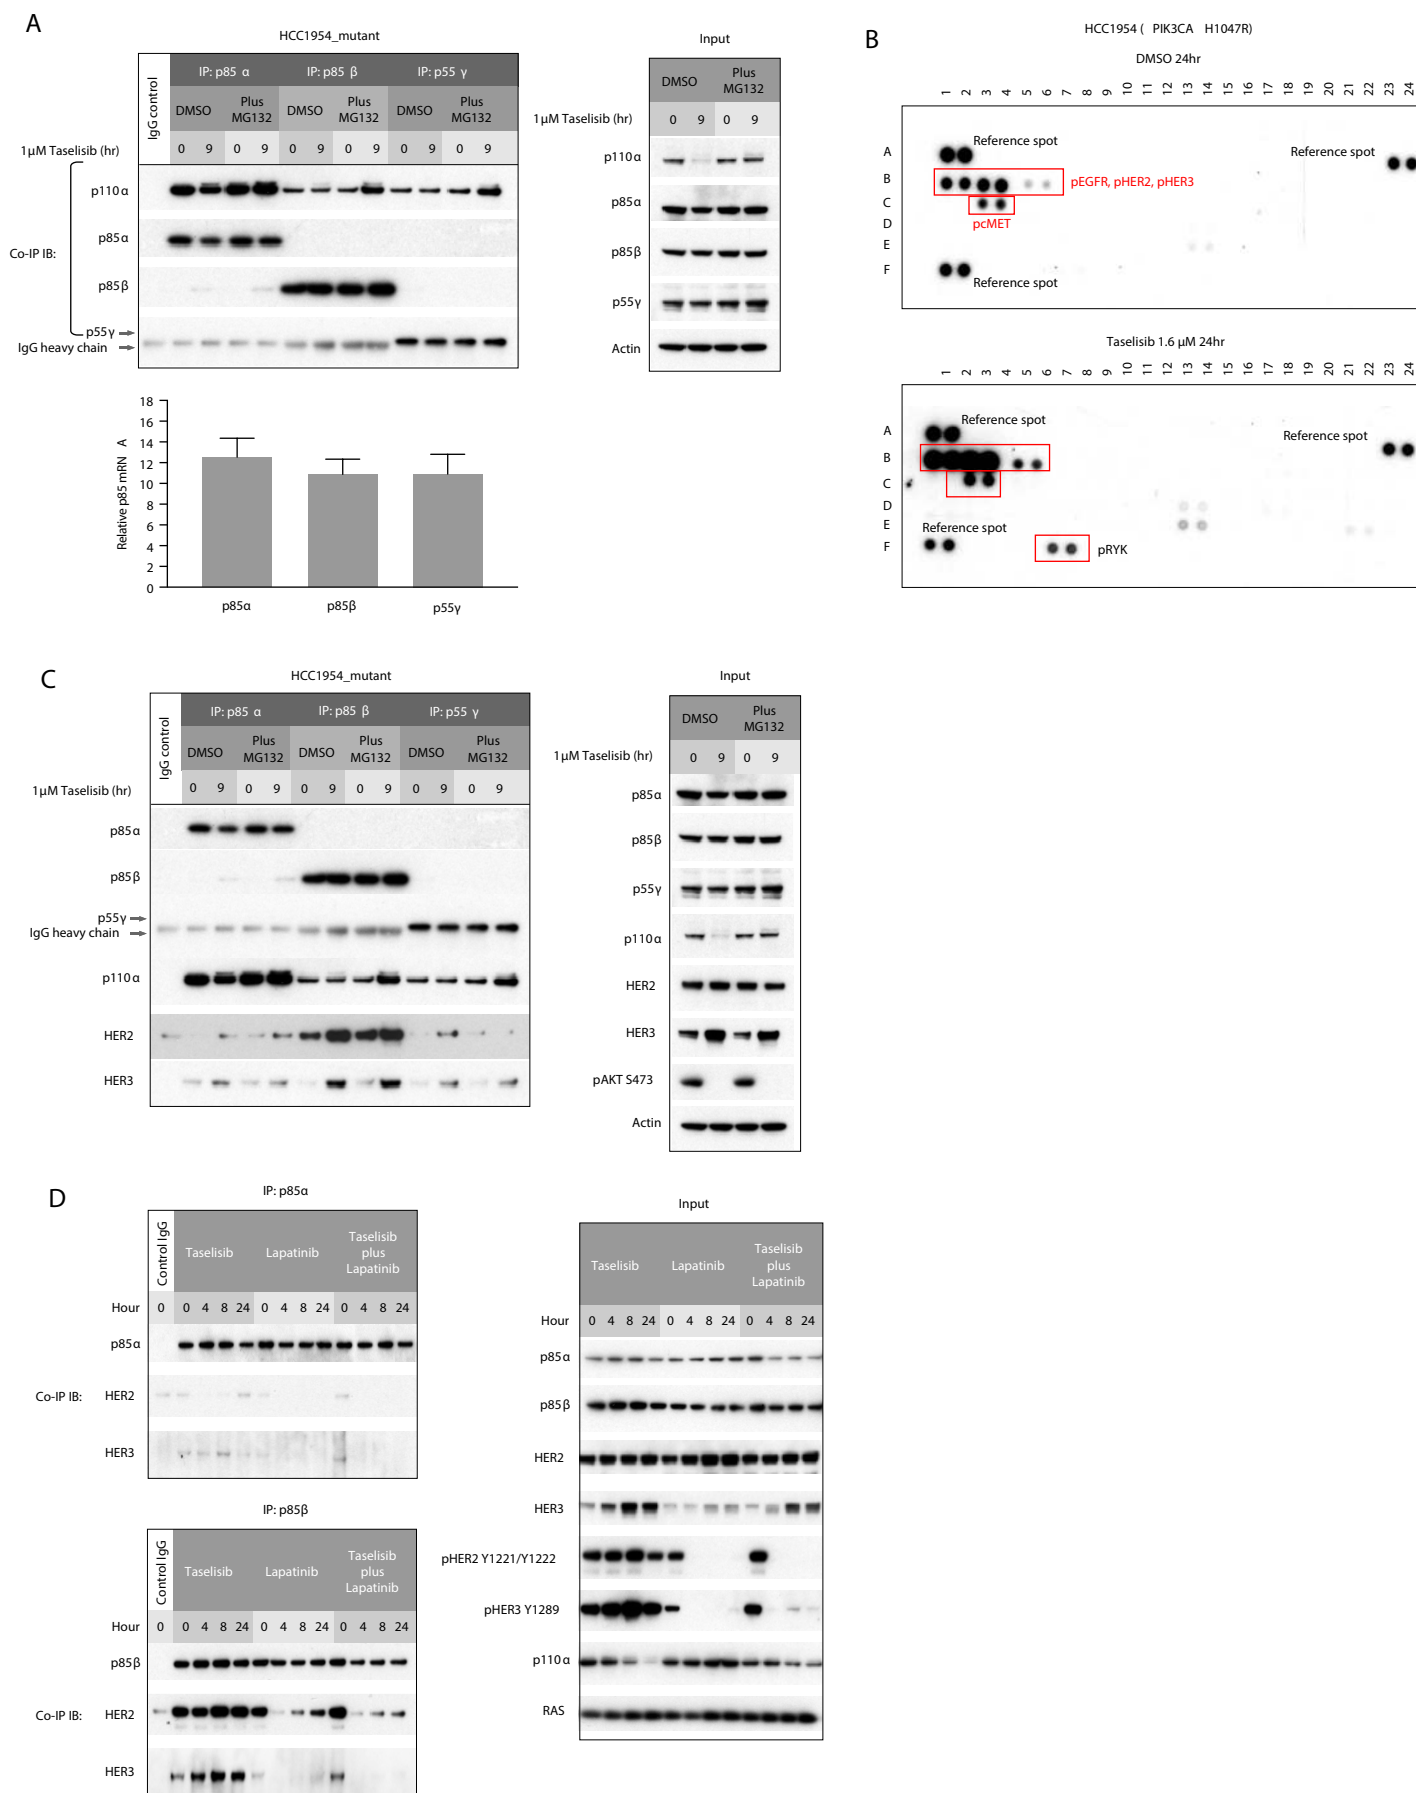 A
HCC1954_mutant
IgG control
IP: p85 α
IP: p85 β
IP: p55 γ
DMSO
Plus
MG132
DMSO
Plus
MG132
DMSO
Plus
MG132
1μM Taselisib (hr)
0 9 0 9 0 9 0 9 0 9 0 9
Co-IP IB:
p110α
p85α
p85β
p55γ
IgG heavy chain
Input
DMSO
Plus
MG132
1μM Taselisib (hr)
0 9 0 9
p110α
p85α
p85β
p55γ
Actin
Relative p85 mRN A
18
16
14
12
10
8
6
4
2
0
p85α
p85β
p55γ
B
HCC1954 ( PIK3CA H1047R)
DMSO 24hr
1 2 3 4 5 6 7 8 9 10 11 12 13 14 15 16 17 18 19 20 21 22 23 24
A
B
C
D
E
F
Reference spot
Reference spot
pEGFR, pHER2, pHER3
pcMET
Reference spot
Taselisib 1.6 μM 24hr
1 2 3 4 5 6 7 8 9 10 11 12 13 14 15 16 17 18 19 20 21 22 23 24
A
B
C
D
E
F
Reference spot
Reference spot
Reference spot
pRYK
C
HCC1954_mutant
IgG control
IP: p85 α
IP: p85 β
IP: p55 γ
DMSO
Plus
MG132
DMSO
Plus
MG132
DMSO
Plus
MG132
1μM Taselisib (hr)
0 9 0 9 0 9 0 9 0 9 0 9
p85α
p85β
p55γ
IgG heavy chain
p110α
HER2
HER3
Input
DMSO
Plus
MG132
1μM Taselisib (hr)
0 9 0 9
p85α
p85β
p55γ
p110α
HER2
HER3
pAKT S473
Actin
D
IP: p85α
Control IgG
Taselisib
Lapatinib
Taselisib
plus
Lapatinib
Hour
0 0 4 8 24 0 4 8 24 0 4 8 24
p85α
Co-IP IB:
HER2
HER3
IP: p85β
Control IgG
Taselisib
Lapatinib
Taselisib
plus
Lapatinib
Hour
0 0 4 8 24 0 4 8 24 0 4 8 24
p85β
Co-IP IB:
HER2
HER3
Input
Taselisib
Lapatinib
Taselisib
plus
Lapatinib
Hour
0 4 8 24 0 4 8 24 0 4 8 24
p85α
p85β
HER2
HER3
pHER2 Y1221/Y1222
pHER3 Y1289
p110α
RAS